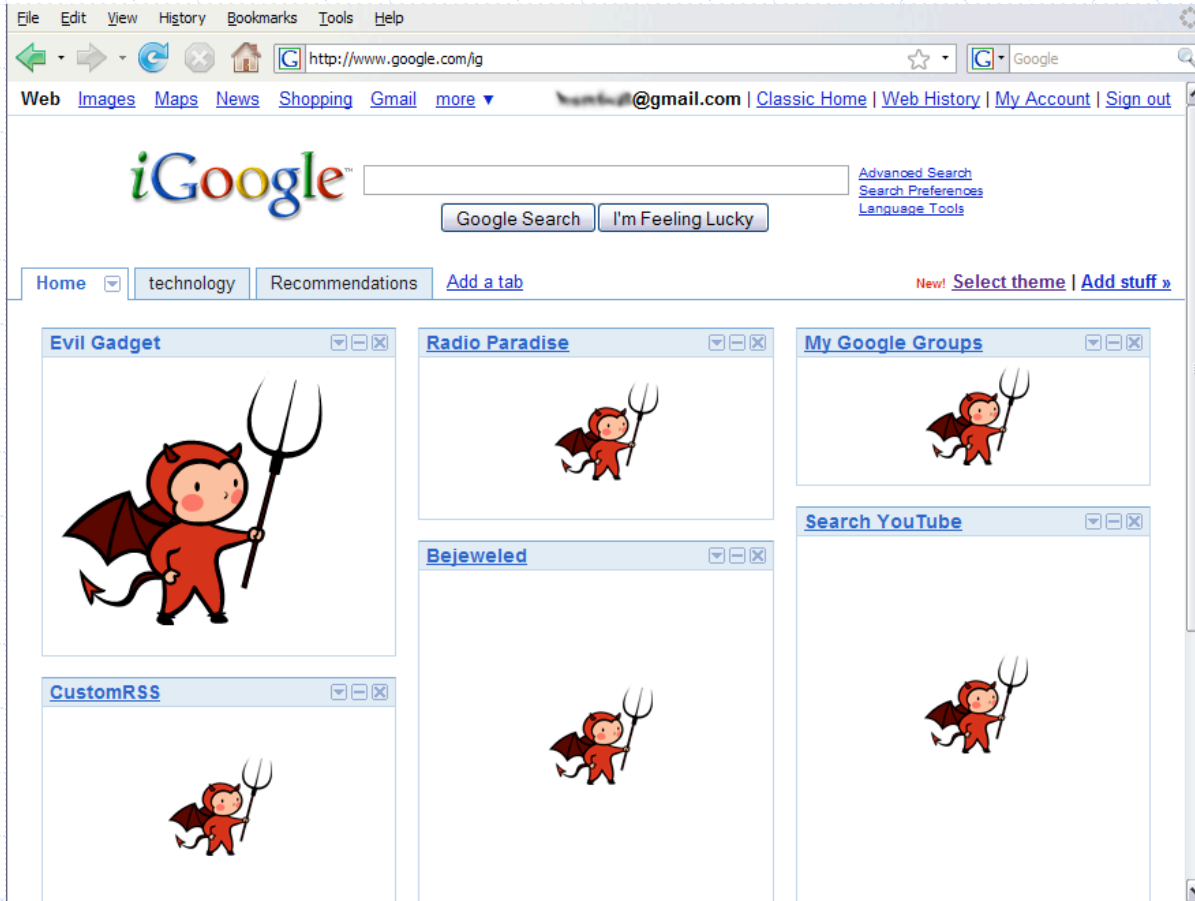 File Edit View History Bookmarks Tools Help
http://www.google.com/ig
Google
Web Images Maps News Shopping Gmail more ▼ @gmail.com | Classic Home | Web History | My Account | Sign out
iGoogle™
Advanced Search
Search Preferences
Language Tools
Google Search I'm Feeling Lucky
Home technology Recommendations Add a tab New! Select theme | Add stuff »
Evil Gadget
Radio Paradise
My Google Groups
Search YouTube
Bejeweled
CustomRSS